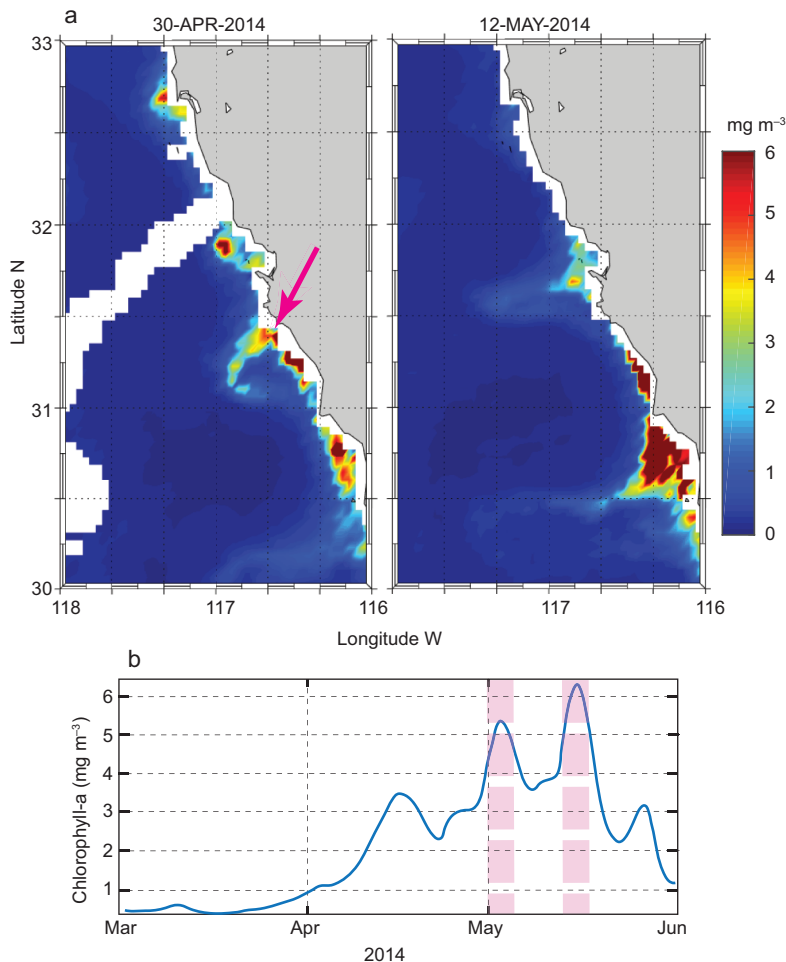 a
30-APR-2014
12-MAY-2014
33
32
31
30
Latitude N
118
117
116
117
116
Longitude W
mg m⁻³
6
5
4
3
2
1
0
b
6
5
4
3
2
1
Chlorophyll-a (mg m⁻³)
Mar
Apr
May
Jun
2014